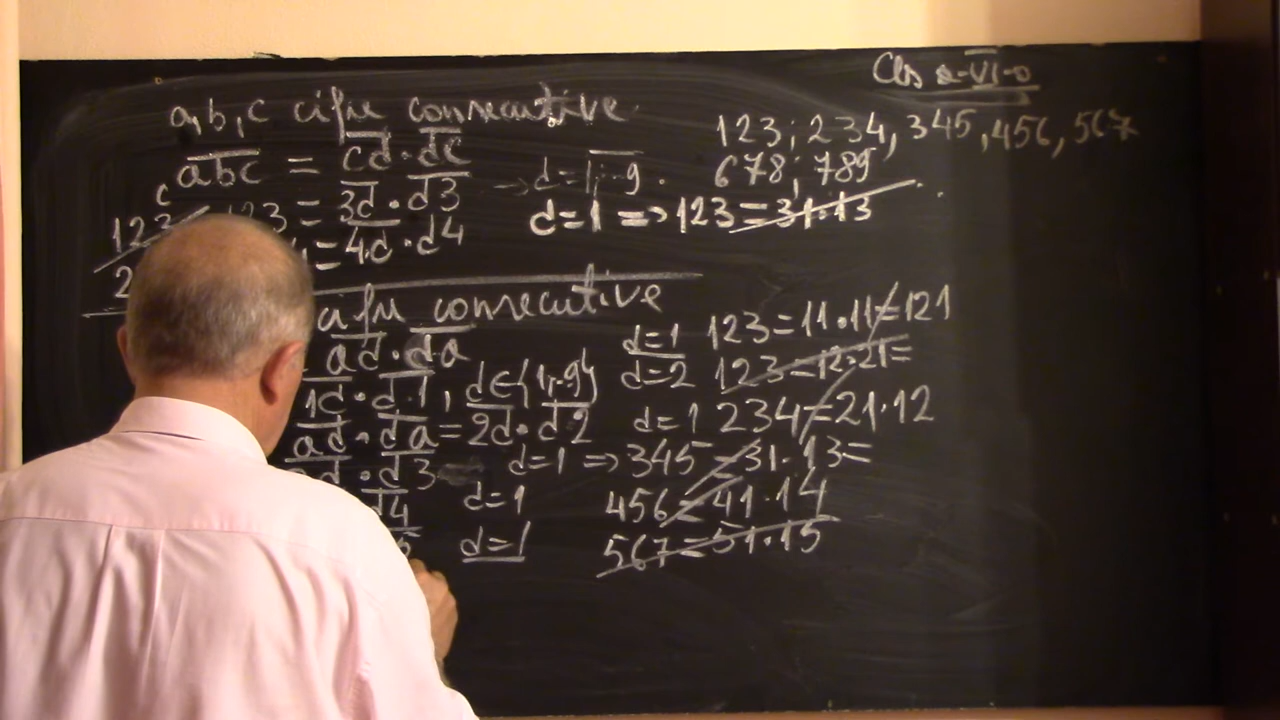 Cls a-VI-a
a,b,c cifre consecutive
123; 234, 345, 456, 567
678; 789
abc = cd · dc
d=1,-9.
123 = 3d · d3
d=1 => 123 = 31·13
= 4d · d4
cifre consecutive
ad · da
d=1 123=11·11≠121
d=2 123=12·21=
1d · d1, d∈{1,-9}
ad · da = 2d · d2
d=1 234≠21·12
d3 d=1 => 345≠31·13=
d4 d=1 456≠41·14
d=1 567=51·15